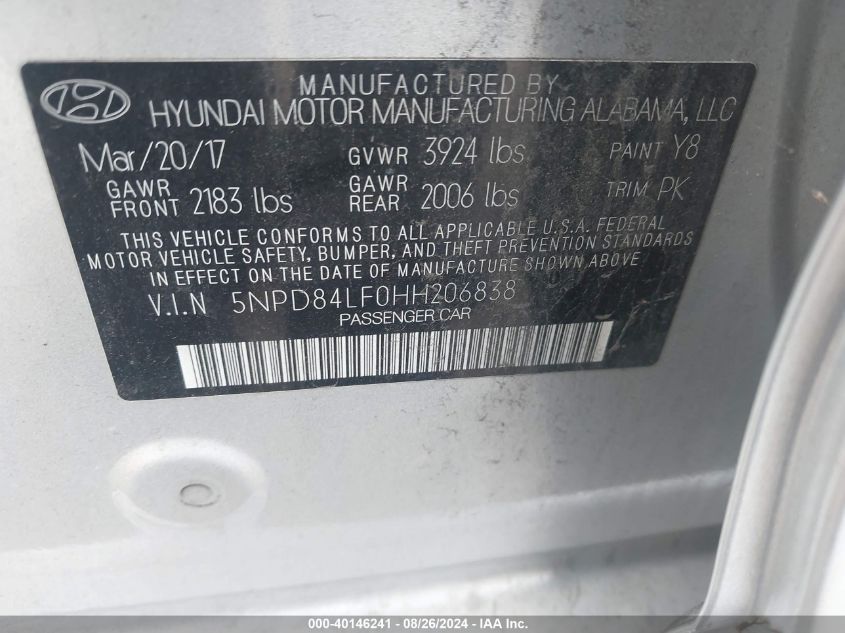 MANUFACTURED BY
HYUNDAI MOTOR MANUFACTURING ALABAMA, LLC
Mar/20/17 GVWR 3924 lbs PAINT Y8
GAWR FRONT 2183 lbs GAWR REAR 2006 lbs TRIM PK
THIS VEHICLE CONFORMS TO ALL APPLICABLE U.S.A. FEDERAL
MOTOR VEHICLE SAFETY, BUMPER, AND THEFT PREVENTION STANDARDS
IN EFFECT ON THE DATE OF MANUFACTURE SHOWN ABOVE
V.I.N 5NPD84LF0HH206838
PASSENGER CAR
000-40146241 - 08/26/2024 - IAA Inc.